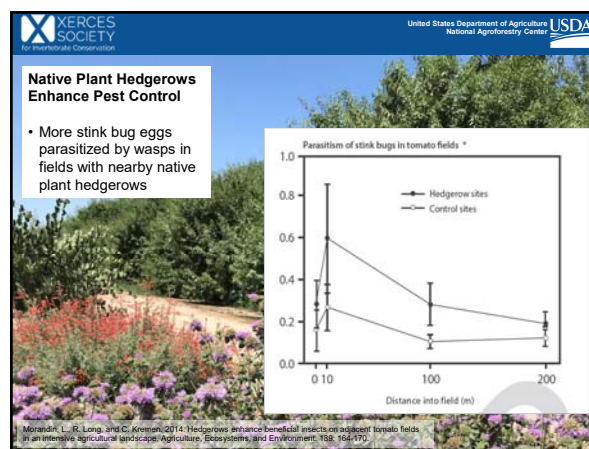 XERCES
SOCIETY
for Invertebrate Conservation
United States Department of Agriculture
National Agroforestry Center
USDA
Native Plant Hedgerows
Enhance Pest Control
• More stink bug eggs
parasitized by wasps in
fields with nearby native
plant hedgerows
Parasitism of stink bugs in tomato fields *
1.0
0.8
0.6
0.4
0.2
0.0
Hedgerow sites
Control sites
0 10 100 200
Distance into field (m)
Morandin, L., R. Long, and C. Kremen. 2014. Hedgerows enhance beneficial insects on adjacent tomato fields
in an intensive agricultural landscape. Agriculture, Ecosystems, and Environment. 189: 164-170.